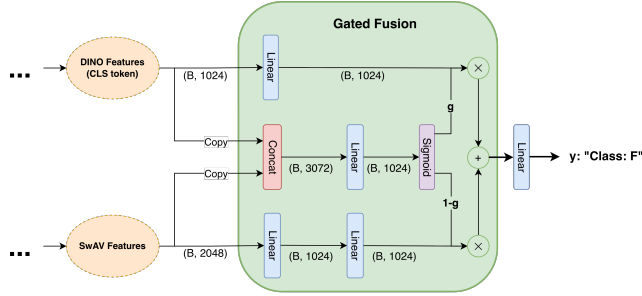 Gated Fusion
DINO Features
(CLS token)
(B, 1024)
Linear
(B, 1024)
g
Copy
Concat
(B, 3072)
Linear
(B, 1024)
Sigmoid
Copy
Linear
y: "Class: F"
1-g
SwAV Features
(B, 2048)
Linear
(B, 1024)
Linear
(B, 1024)